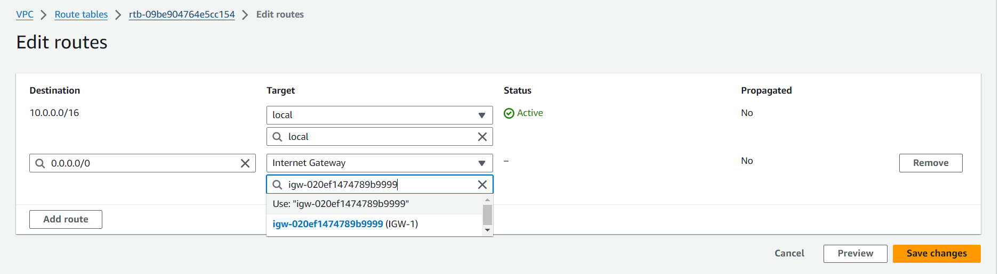 VPC > Route tables > rtb-09be904764e5cc154 > Edit routes
Edit routes
Destination Target Status Propagated
10.0.0.0/16 local Active No
local
0.0.0.0/0 Internet Gateway – No Remove
igw-020ef1474789b9999
Use: "igw-020ef1474789b9999"
Add route igw-020ef1474789b9999 (IGW-1)
Cancel Preview Save changes